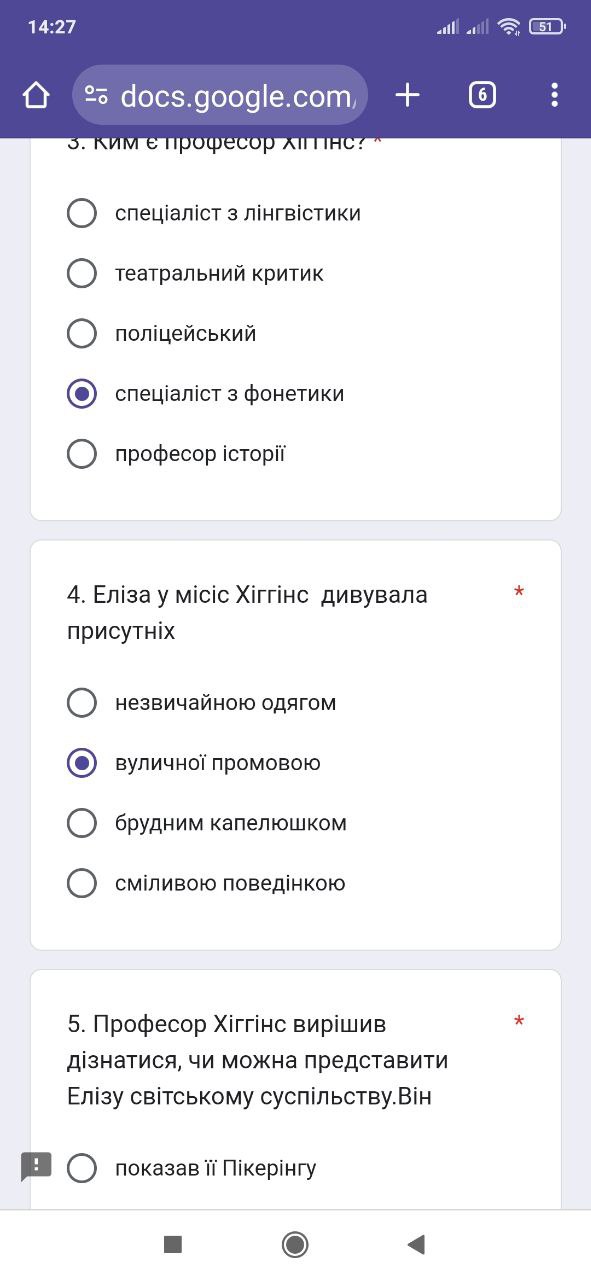 14:27
51
docs.google.com
6
3. Ким є професор Хіггінс? *
спеціаліст з лінгвістики
театральний критик
поліцейський
спеціаліст з фонетики
професор історії
4. Еліза у місіс Хіггінс дивувала *
присутніх
незвичайною одягом
вуличної промовою
брудним капелюшком
сміливою поведінкою
5. Професор Хіггінс вирішив *
дізнатися, чи можна представити
Елізу світському суспільству.Він
показав її Пікерінгу